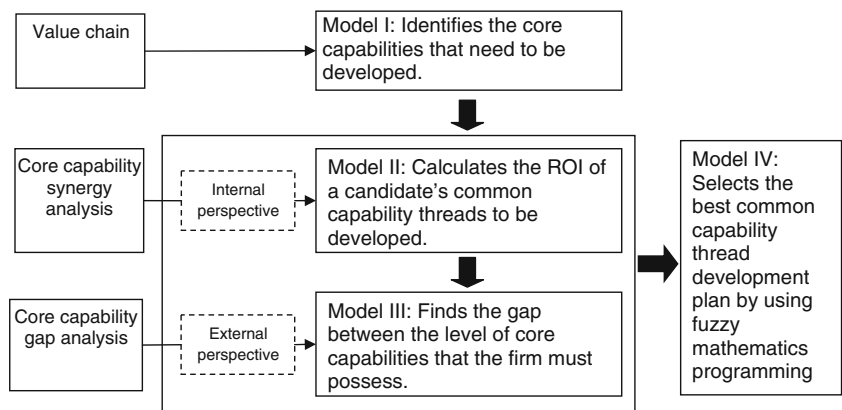 Value chain
Model I: Identifies the core
capabilities that need to be
developed.
Core capability
synergy
analysis
Internal
perspective
Model II: Calculates the ROI of
a candidate's common
capability threads to be
developed.
Core capability
gap analysis
External
perspective
Model III: Finds the gap
between the level of core
capabilities that the firm must
possess.
Model IV:
Selects the
best common
capability
thread
development
plan by using
fuzzy
mathematics
programming